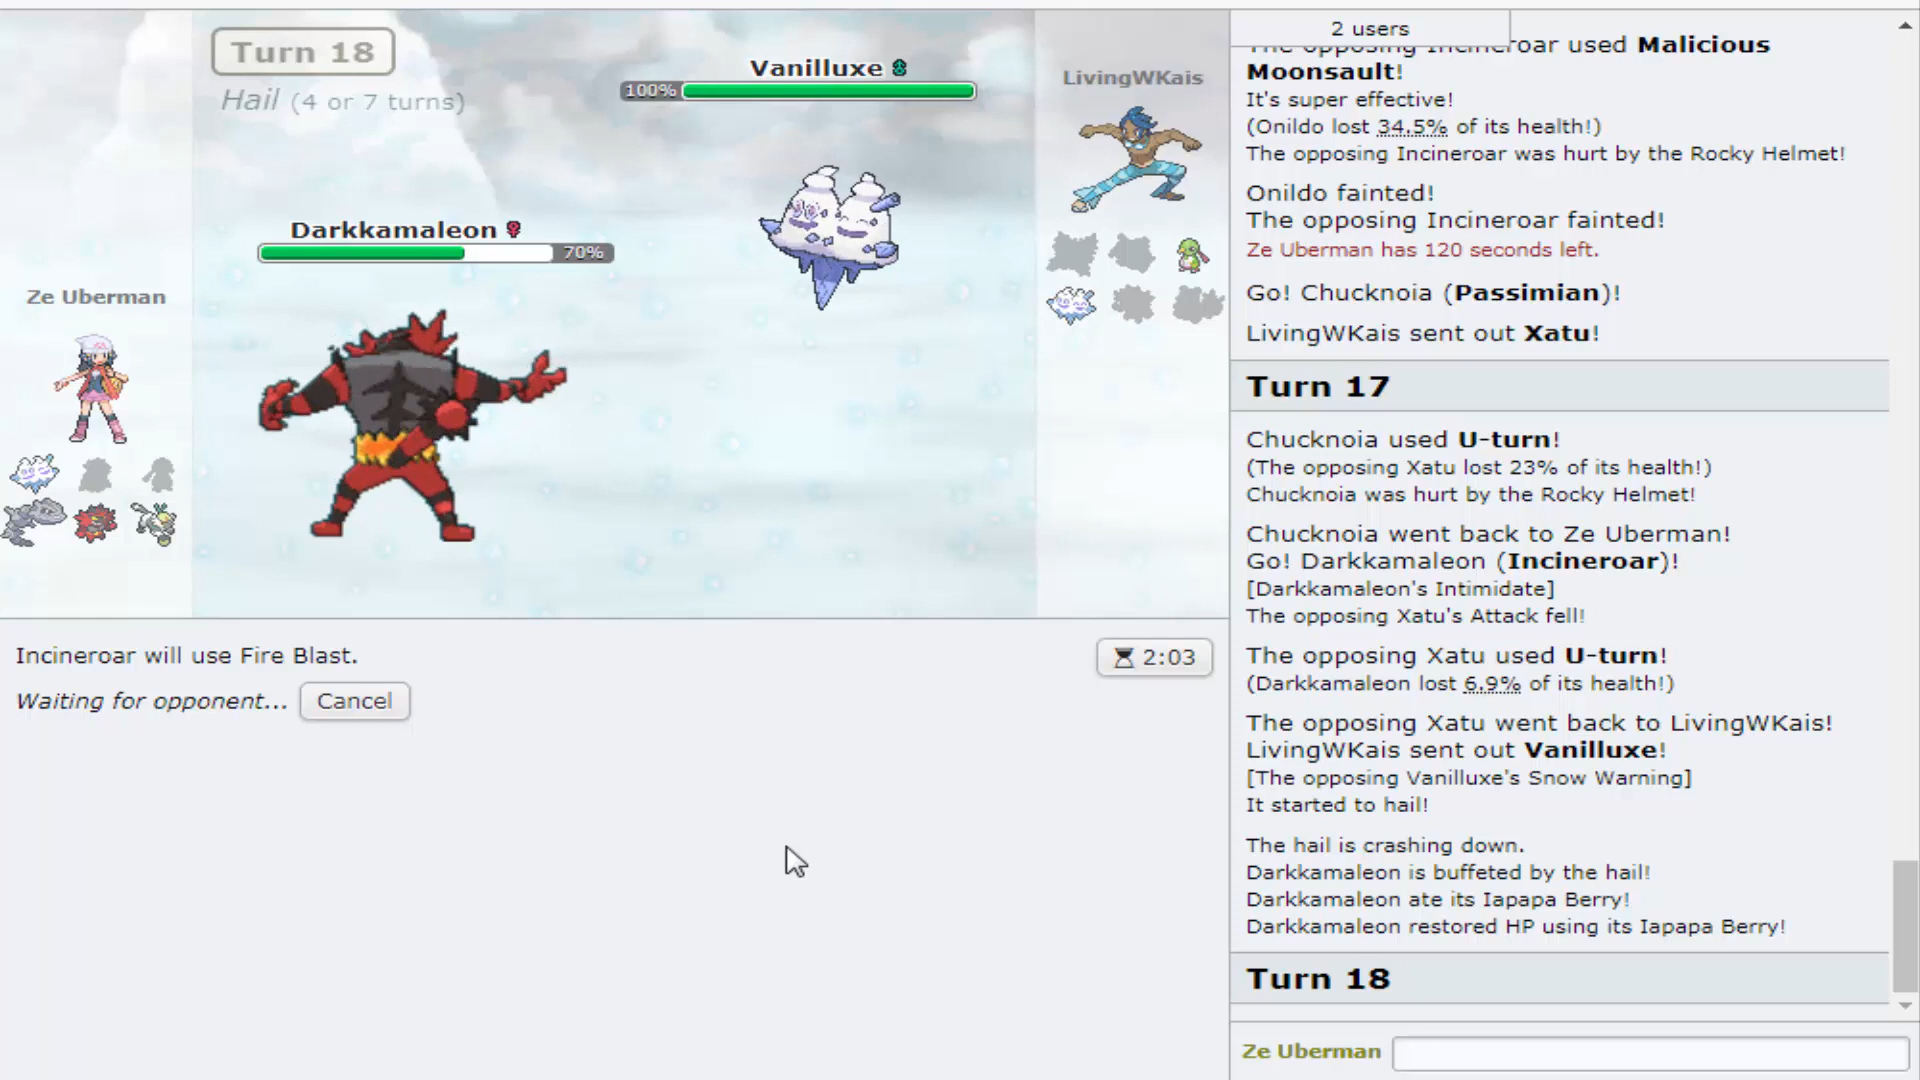 Turn 18
Hail (4 or 7 turns)
Vanilluxe
100%
LivingWKais
Darkkamaleon
70%
Ze Uberman
Incineroar will use Fire Blast.
2:03
Waiting for opponent... Cancel
2 users
The opposing Incineroar used Malicious
Moonsault!
It's super effective!
(Onildo lost 34.5% of its health!)
The opposing Incineroar was hurt by the Rocky Helmet!
Onildo fainted!
The opposing Incineroar fainted!
Ze Uberman has 120 seconds left.
Go! Chucknoia (Passimian)!
LivingWKais sent out Xatu!
Turn 17
Chucknoia used U-turn!
(The opposing Xatu lost 23% of its health!)
Chucknoia was hurt by the Rocky Helmet!
Chucknoia went back to Ze Uberman!
Go! Darkkamaleon (Incineroar)!
[Darkkamaleon's Intimidate]
The opposing Xatu's Attack fell!
The opposing Xatu used U-turn!
(Darkkamaleon lost 6.9% of its health!)
The opposing Xatu went back to LivingWKais!
LivingWKais sent out Vanilluxe!
[The opposing Vanilluxe's Snow Warning]
It started to hail!
The hail is crashing down.
Darkkamaleon is buffeted by the hail!
Darkkamaleon ate its Iapapa Berry!
Darkkamaleon restored HP using its Iapapa Berry!
Turn 18
Ze Uberman